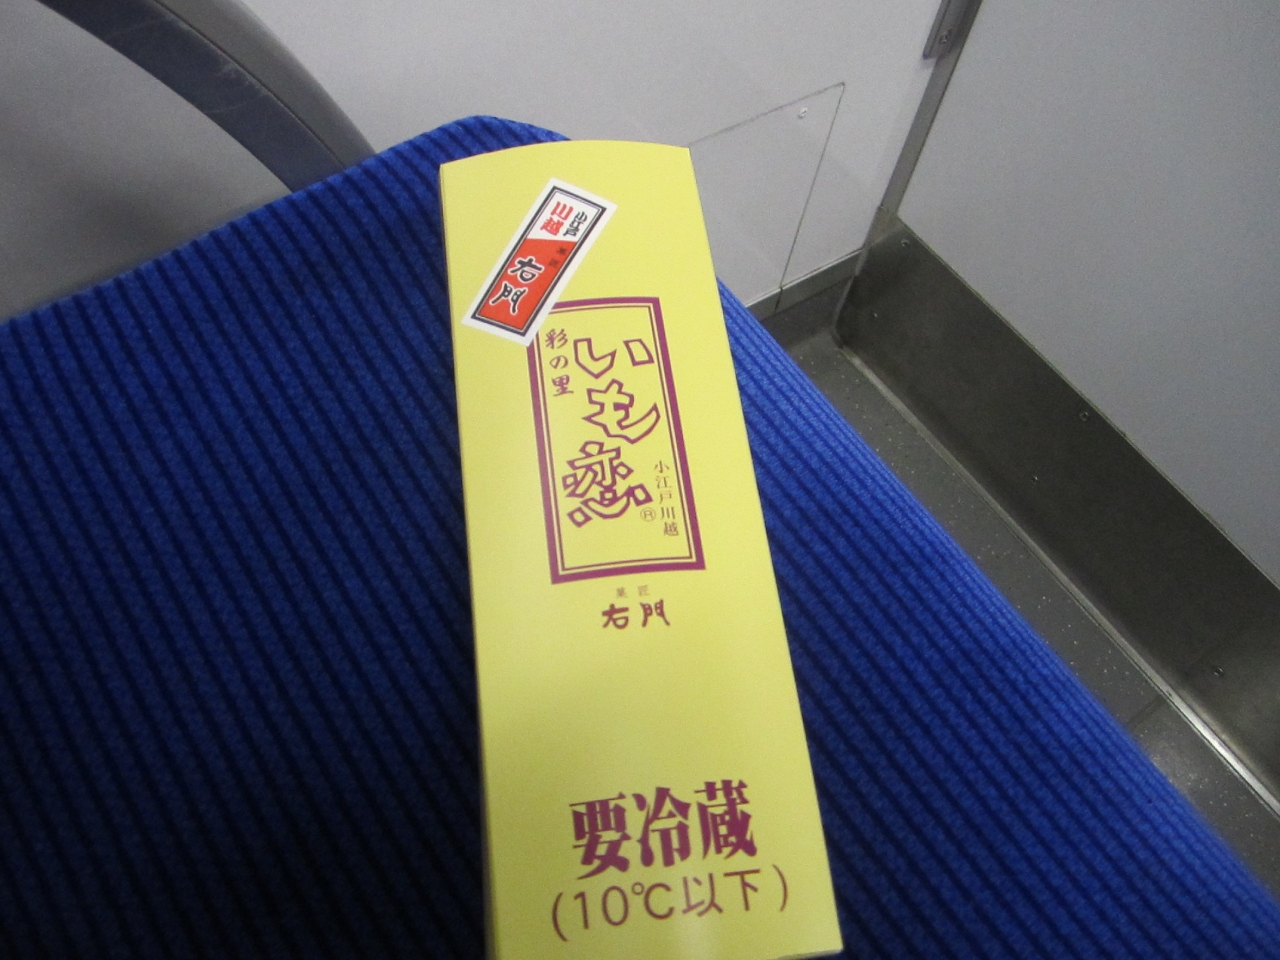 小江戸
川越
菓匠
右門
彩の里
いも恋
小江戸川越
®
菓匠
右門
要冷蔵
(10℃以下)